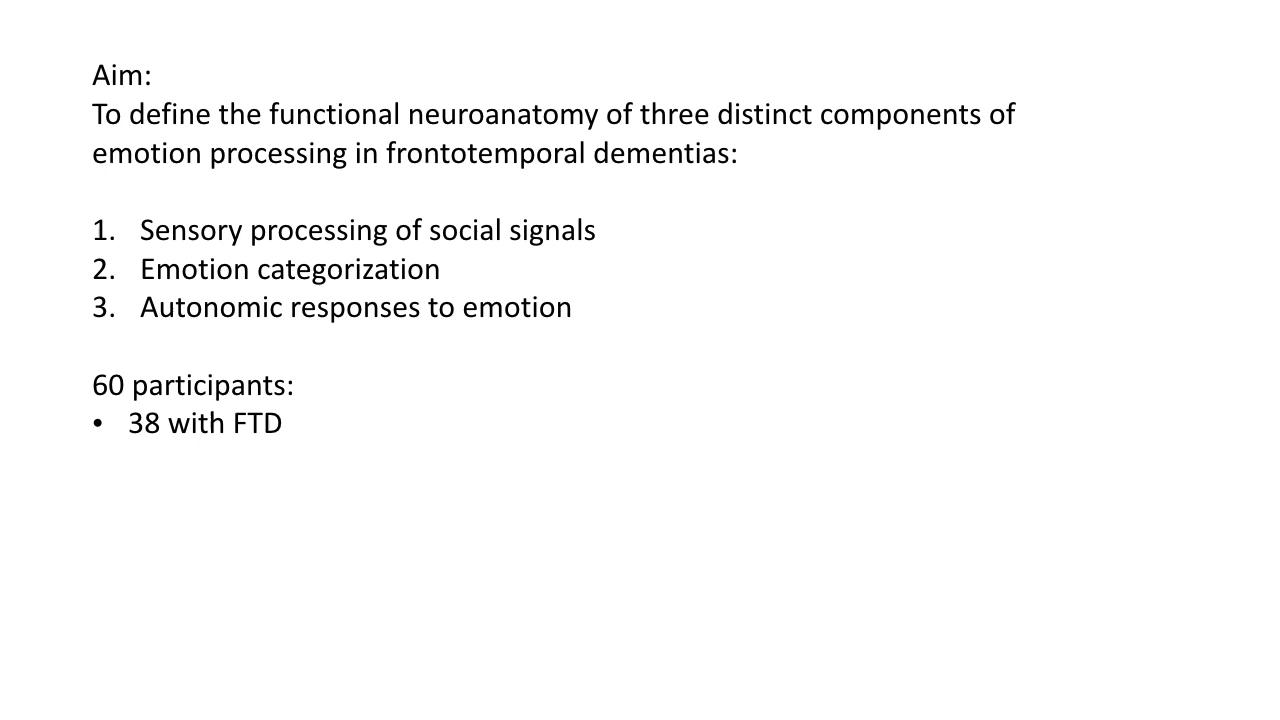 Aim:
To define the functional neuroanatomy of three distinct components of
emotion processing in frontotemporal dementias:
1. Sensory processing of social signals
2. Emotion categorization
3. Autonomic responses to emotion
60 participants:
• 38 with FTD